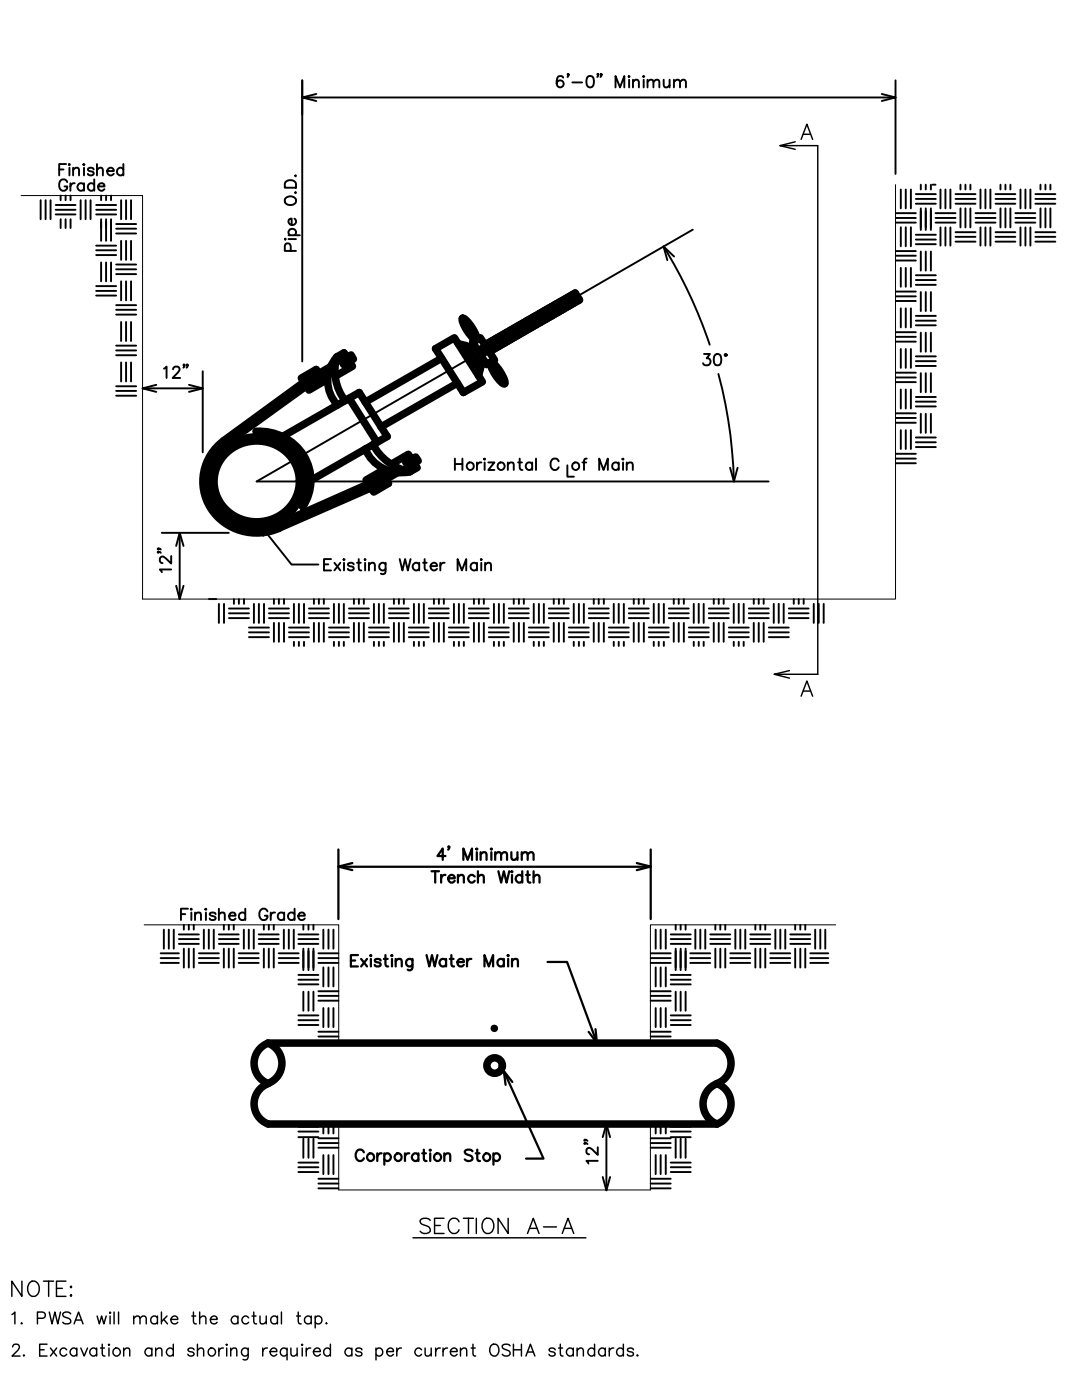 6'-0" Minimum
A
Finished
Grade
Pipe O.D.
30°
12"
Horizontal CL of Main
12"
Existing Water Main
A
4' Minimum
Trench Width
Finished Grade
Existing Water Main
Corporation Stop
12"
SECTION A-A
NOTE:
1. PWSA will make the actual tap.
2. Excavation and shoring required as per current OSHA standards.